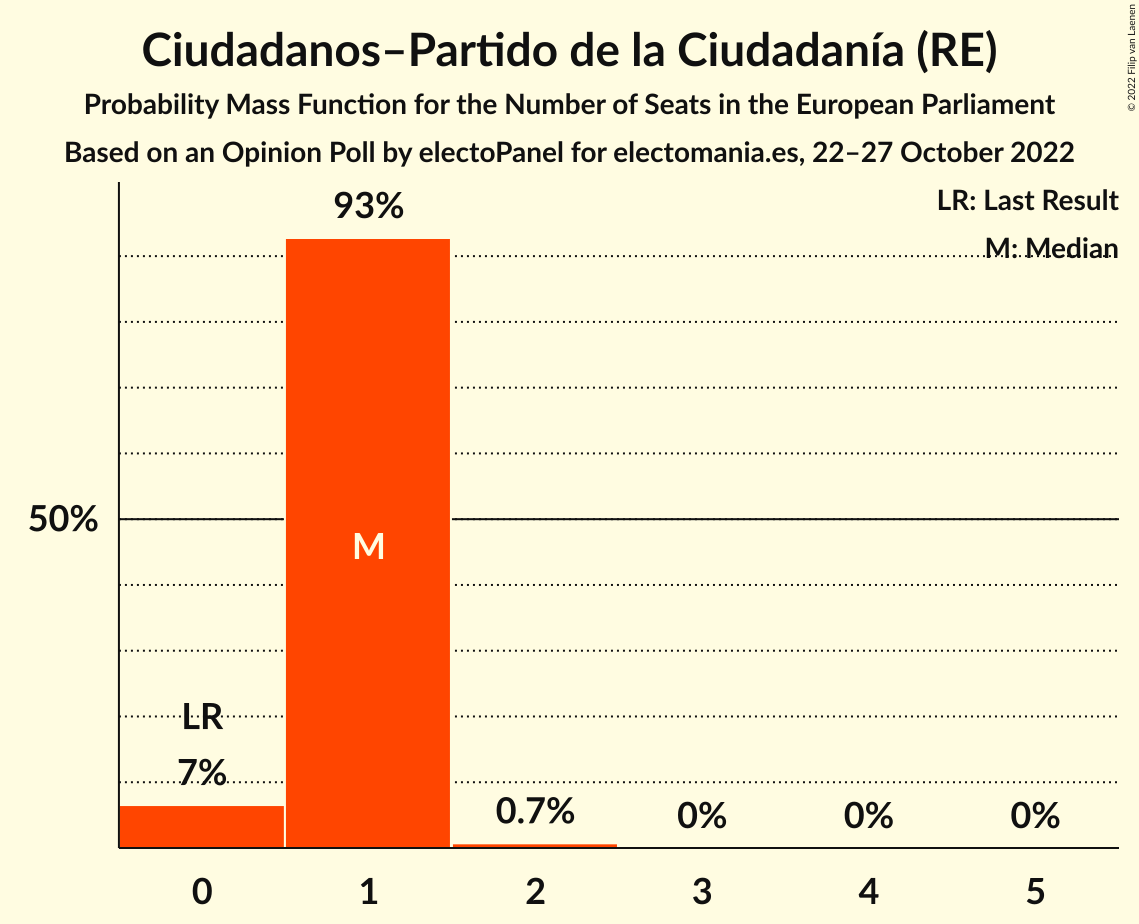 Ciudadanos–Partido de la Ciudadanía (RE)
Probability Mass Function for the Number of Seats in the European Parliament
Based on an Opinion Poll by electoPanel for electomania.es, 22–27 October 2022
© 2022 Filip van Laenen
LR: Last Result
M: Median
93%
50%
M
LR
7%
0.7%
0%
0%
0%
0
1
2
3
4
5